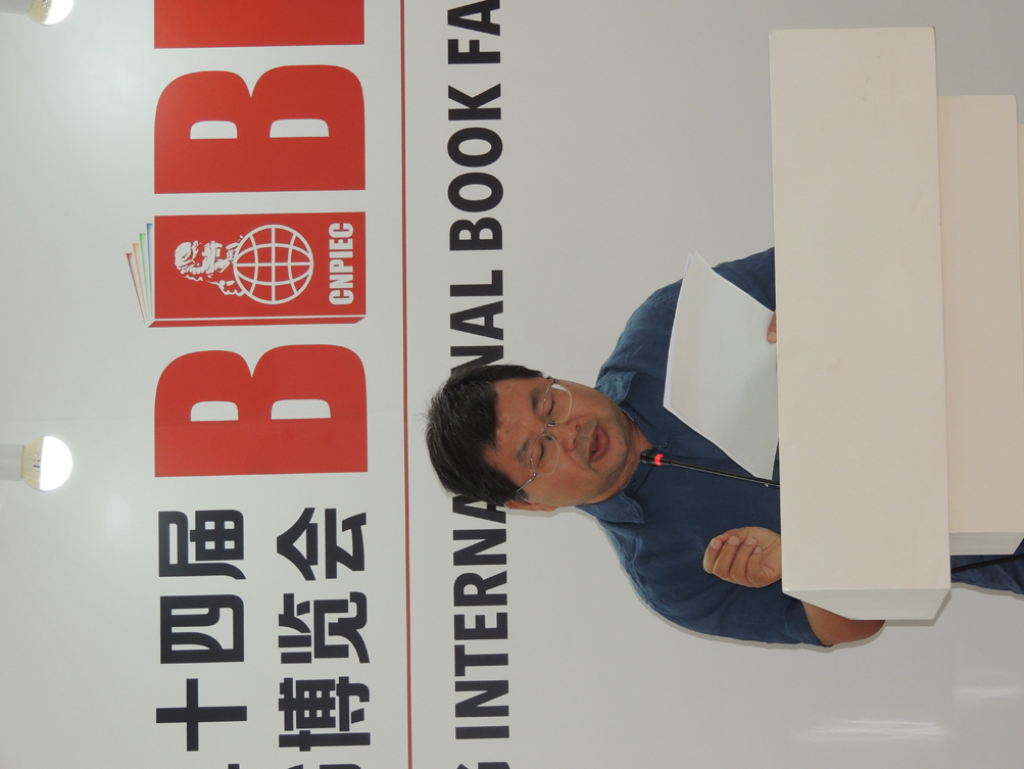 十四届
博览会
B B
CNPIEC
G INTERNA NAL BOOK FA